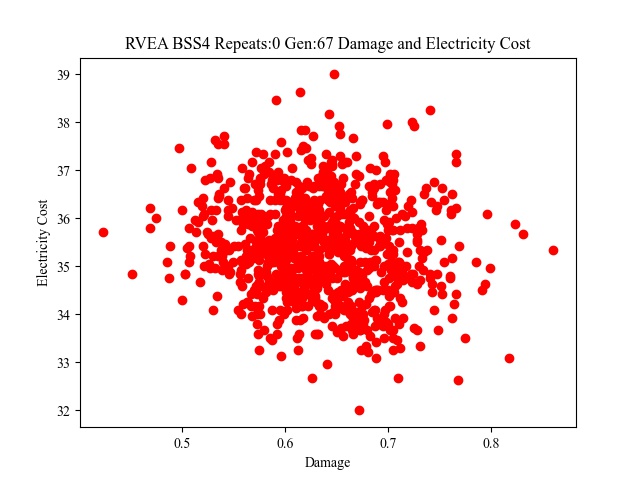 RVEA BSS4 Repeats:0 Gen:67 Damage and Electricity Cost
39
38
37
36
35
34
33
32
Electricity Cost
0.5 0.6 0.7 0.8
Damage